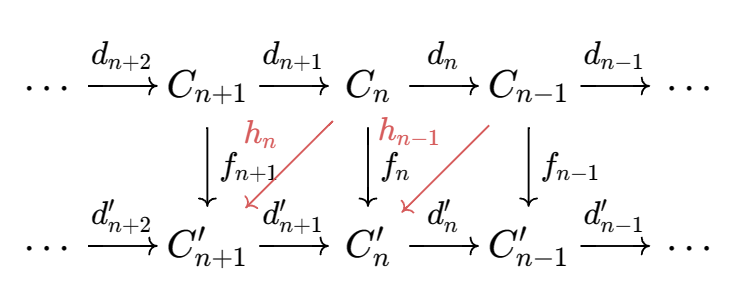 d_{n+2} d_{n+1} d_n d_{n-1}
⋯ C_{n+1} C_n C_{n-1} ⋯
h_n h_{n-1}
f_{n+1} f_n f_{n-1}
d'_{n+2} d'_{n+1} d'_n d'_{n-1}
⋯ C'_{n+1} C'_n C'_{n-1} ⋯